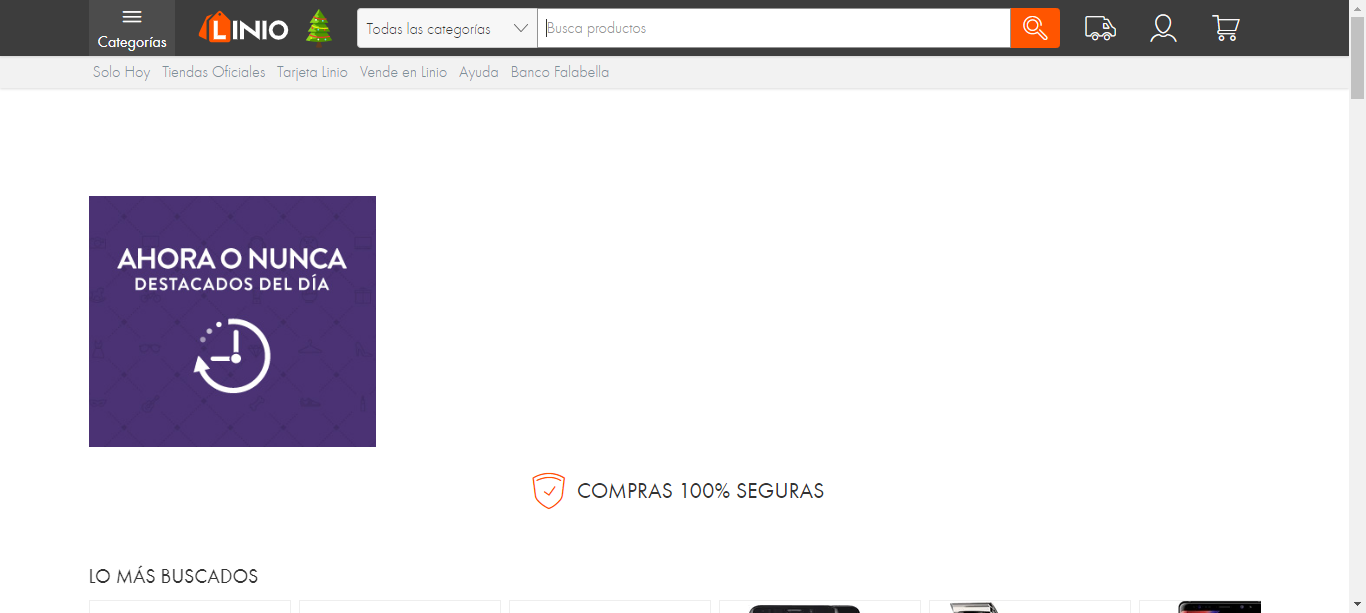 Categorías
LINIO
Todas las categorías
Busca productos
Solo Hoy
Tiendas Oficiales
Tarjeta Linio
Vende en Linio
Ayuda
Banco Falabella
AHORA O NUNCA
DESTACADOS DEL DÍA
COMPRAS 100% SEGURAS
LO MÁS BUSCADOS